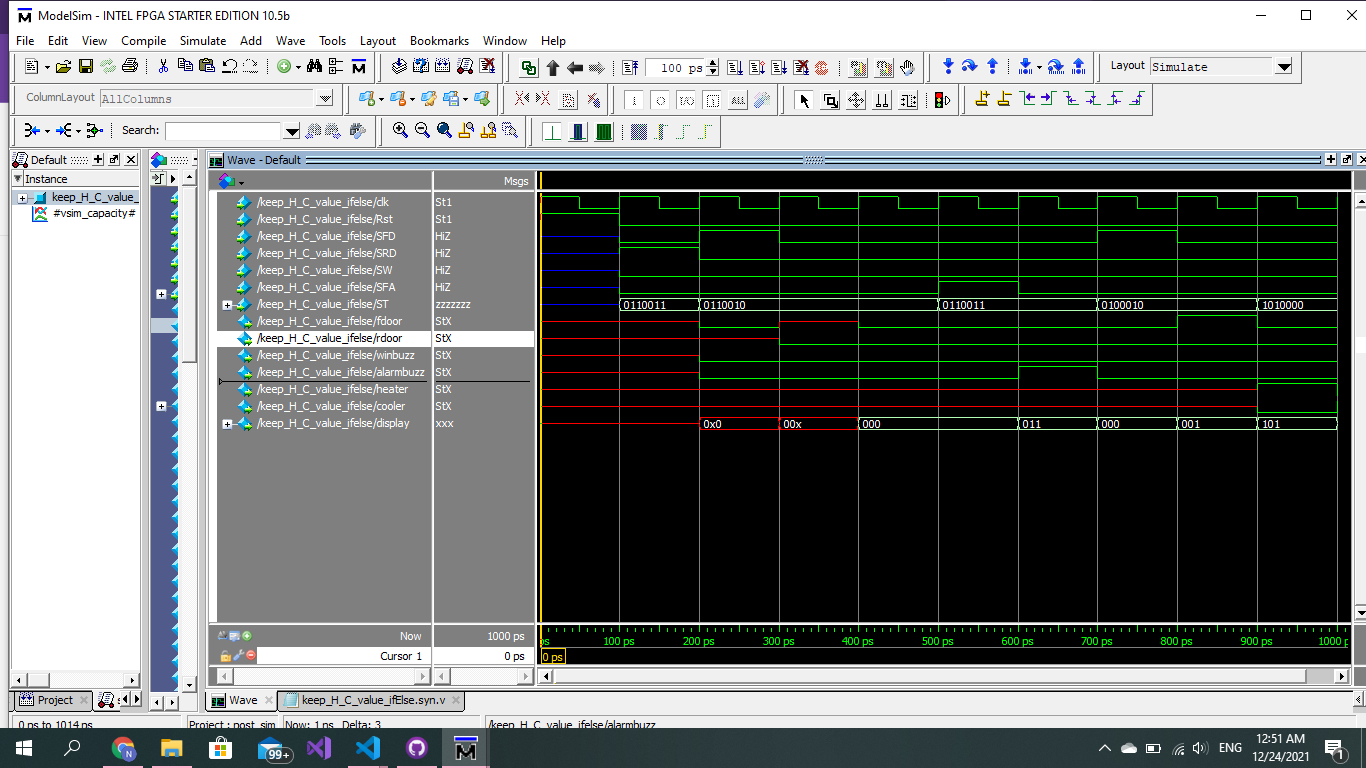 ModelSim - INTEL FPGA STARTER EDITION 10.5b
File Edit View Compile Simulate Add Wave Tools Layout Bookmarks Window Help
100 ps
Layout Simulate
ColumnLayout AllColumns
ALL
Search:
Default
Wave - Default
Instance
Msgs
keep_H_C_value_
#vsim_capacity#
/keep_H_C_value_ifelse/clk St1
/keep_H_C_value_ifelse/Rst St1
/keep_H_C_value_ifelse/SFD HiZ
/keep_H_C_value_ifelse/SRD HiZ
/keep_H_C_value_ifelse/SW HiZ
/keep_H_C_value_ifelse/SFA HiZ
/keep_H_C_value_ifelse/ST zzzzzzz 0110011 0110010 0110011 0100010 1010000
/keep_H_C_value_ifelse/fdoor StX
/keep_H_C_value_ifelse/rdoor StX
/keep_H_C_value_ifelse/winbuzz StX
/keep_H_C_value_ifelse/alarmbuzz StX
/keep_H_C_value_ifelse/heater StX
/keep_H_C_value_ifelse/cooler StX
/keep_H_C_value_ifelse/display xxx 0x0 00x 000 011 000 001 101
Now 1000 ps ps 100 ps 200 ps 300 ps 400 ps 500 ps 600 ps 700 ps 800 ps 900 ps 1000 p
Cursor 1 0 ps 0 ps
Project Wave keep_H_C_value_ifElse.syn.v
0 ps to 1014 ps Project : post_sim Now: 1 ns Delta: 3 /keep_H_C_value_ifelse/alarmbuzz
N 99+ ENG 12:51 AM
12/24/2021 1